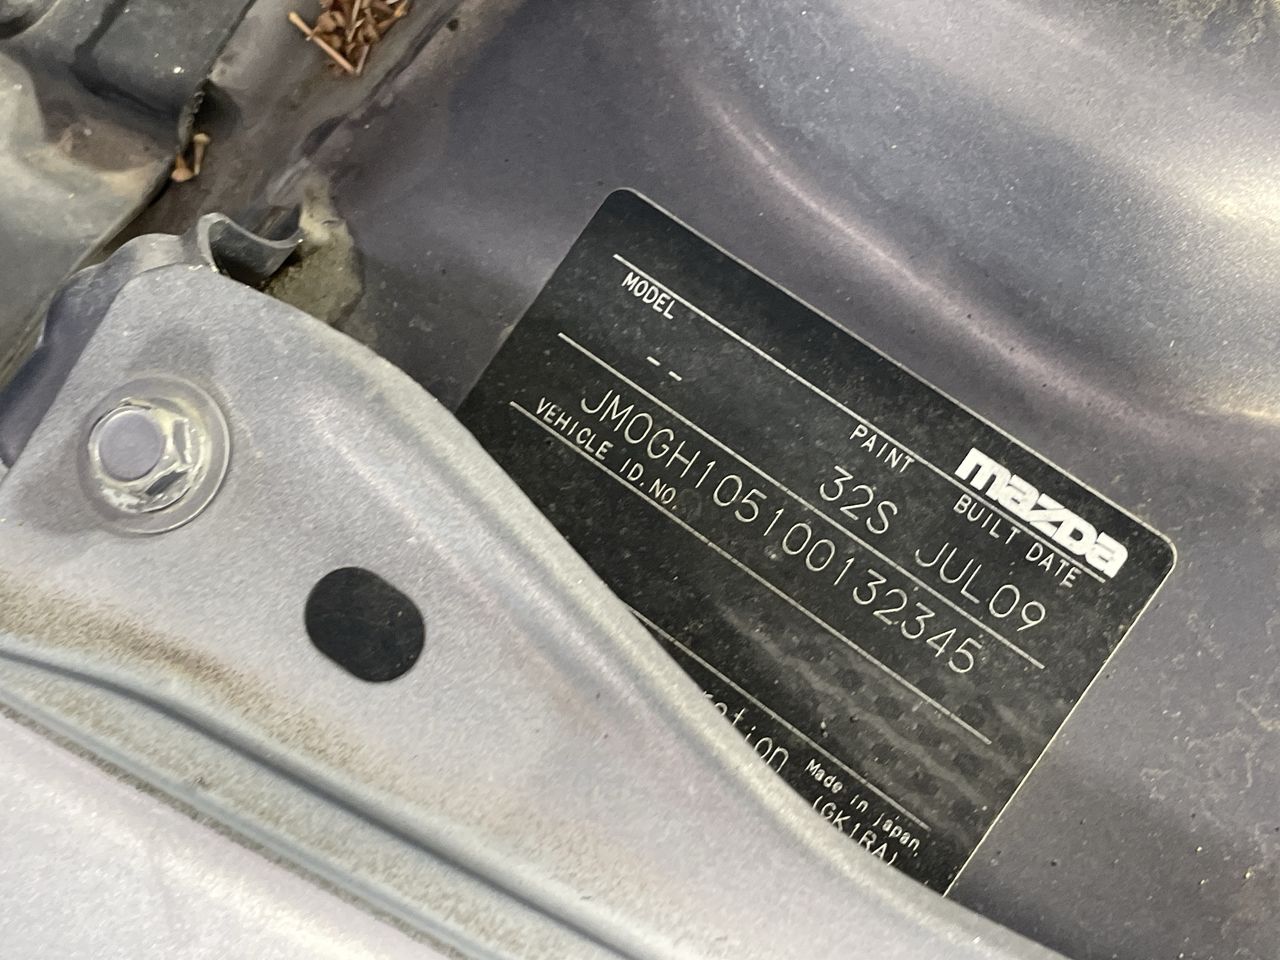 mazda
MODEL PAINT BUILT DATE
-- 32S JUL09
JM0GH105100132345
VEHICLE ID.NO.
Made in japan.
(GK1RA)